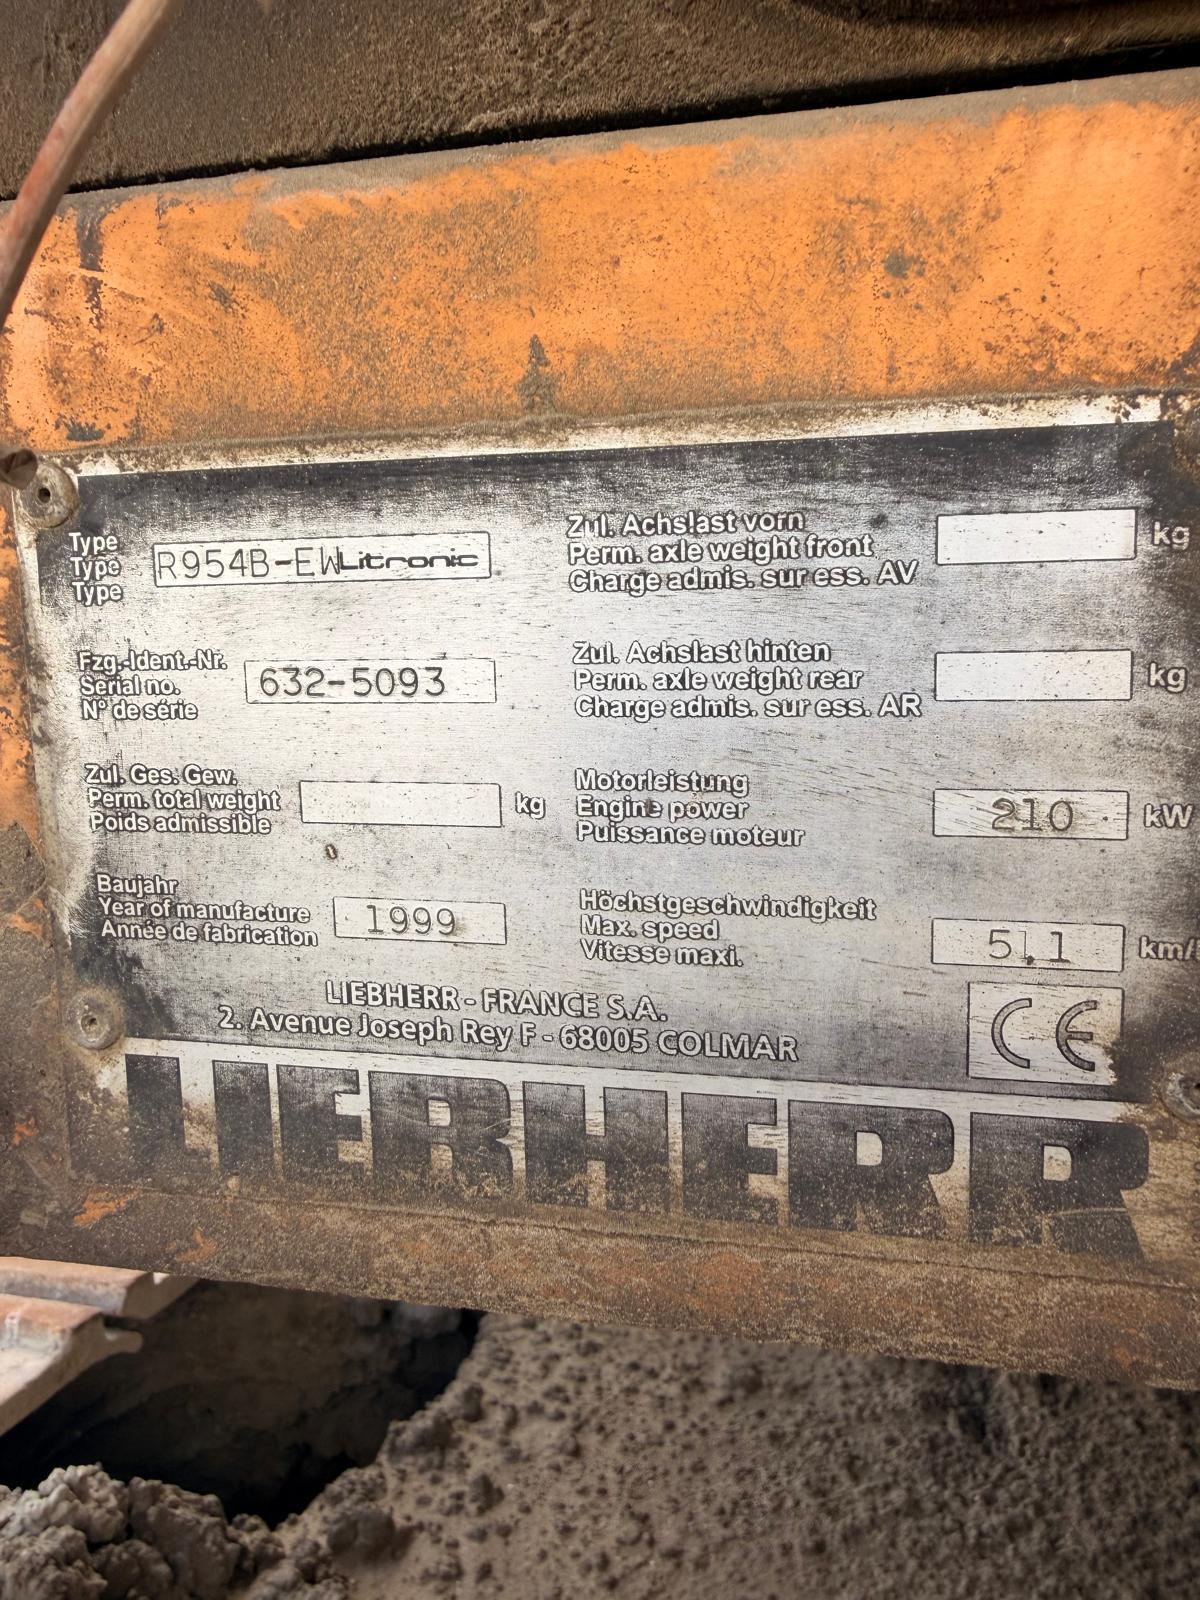 Type
Type
Type
R954B-EW Litronic
Zul. Achslast vorn
Perm. axle weight front
Charge admis. sur ess. AV
kg
Fzg.-Ident.-Nr.
Serial no.
N° de série
632-5093
Zul. Achslast hinten
Perm. axle weight rear
Charge admis. sur ess. AR
kg
Zul. Ges. Gew.
Perm. total weight
Poids admissible
kg
Motorleistung
Engine power
Puissance moteur
210
kW
Baujahr
Year of manufacture
Année de fabrication
1999
Höchstgeschwindigkeit
Max. speed
Vitesse maxi.
5,1
km/
LIEBHERR - FRANCE S.A.
2. Avenue Joseph Rey F - 68005 COLMAR
CE
LIEBHERR